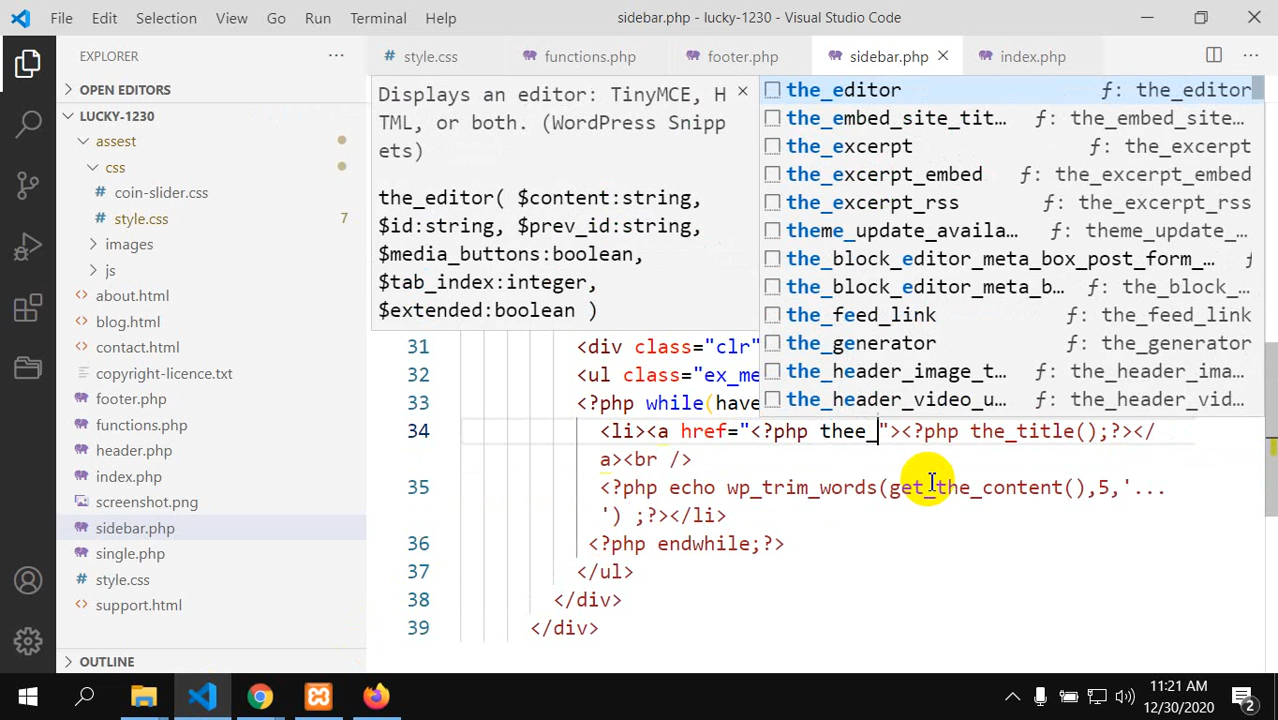 File Edit Selection View Go Run Terminal Help sidebar.php - lucky-1230 - Visual Studio Code
EXPLORER
style.css functions.php footer.php sidebar.php index.php
OPEN EDITORS
LUCKY-1230
assest
css
coin-slider.css
style.css 7
images
js
about.html
blog.html
contact.html
copyright-licence.txt
footer.php
functions.php
header.php
index.php
screenshot.png
sidebar.php
single.php
style.css
support.html
OUTLINE
Displays an editor: TinyMCE, H
TML, or both. (WordPress Snipp
ets)
the_editor( $content:string,
$id:string, $prev_id:string,
$media_buttons:boolean,
$tab_index:integer,
$extended:boolean )
the_editor ƒ: the_editor
the_embed_site_tit... ƒ: the_embed_site...
the_excerpt ƒ: the_excerpt
the_excerpt_embed ƒ: the_excerpt_embed
the_excerpt_rss ƒ: the_excerpt_rss
theme_update_availa... ƒ: theme_update_...
the_block_editor_meta_box_post_form_...
the_block_editor_meta_b... ƒ: the_block_...
the_feed_link ƒ: the_feed_link
the_generator ƒ: the_generator
the_header_image_t... ƒ: the_header_ima...
the_header_video_u... ƒ: the_header_vid...
31 <div class="clr"
32 <ul class="ex_me
33 <?php while(have
34 <li><a href="<?php thee_"><?php the_title();?></
a><br />
35 <?php echo wp_trim_words(get_the_content(),5,'...
') ;?></li>
36 <?php endwhile;?>
37 </ul>
38 </div>
39 </div>
11:21 AM
12/30/2020
2